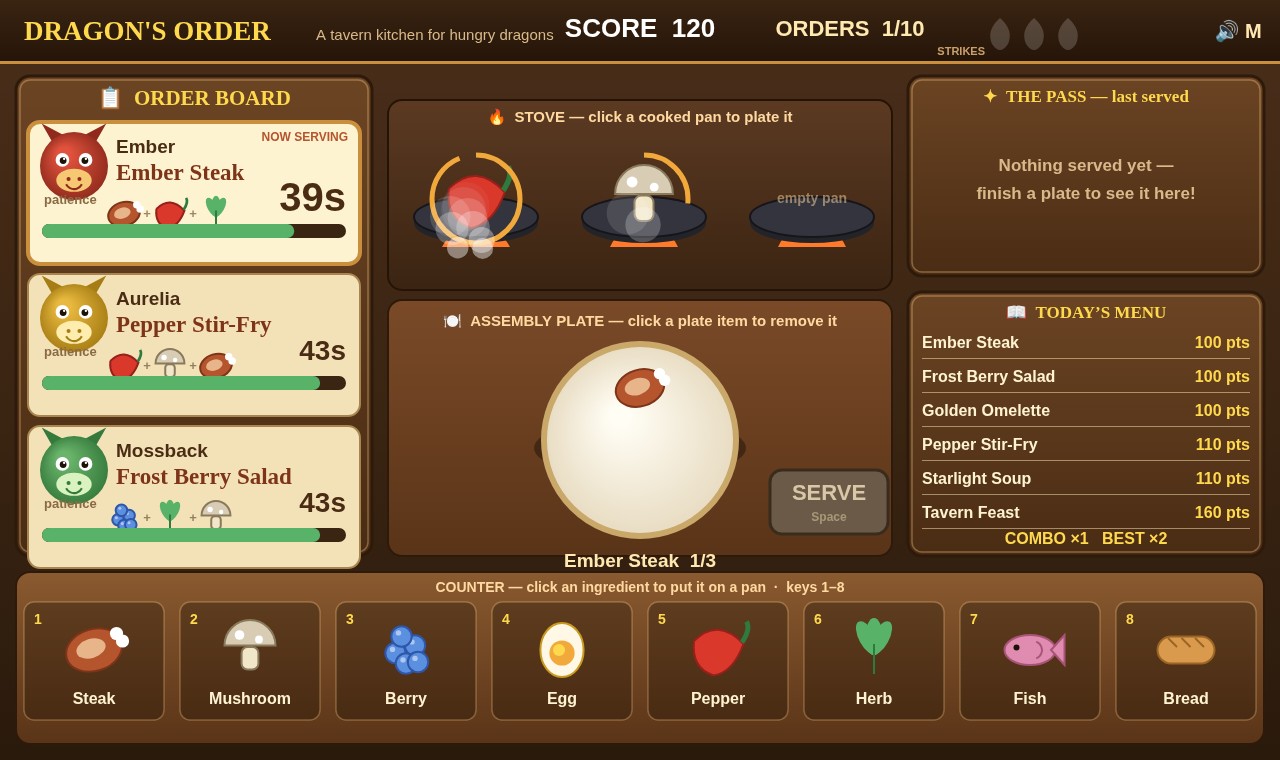 DRAGON'S ORDER
A tavern kitchen for hungry dragons
SCORE 120
ORDERS 1/10
STRIKES
🔊 M
📋 ORDER BOARD
NOW SERVING
Ember
Ember Steak
39s
patience
+ +
Aurelia
Pepper Stir-Fry
43s
patience
+ +
Mossback
Frost Berry Salad
43s
patience
+ +
🔥 STOVE — click a cooked pan to plate it
empty pan
🍽️ ASSEMBLY PLATE — click a plate item to remove it
SERVE
Space
Ember Steak 1/3
✦ THE PASS — last served
Nothing served yet —
finish a plate to see it here!
📖 TODAY’S MENU
Ember Steak 100 pts
Frost Berry Salad 100 pts
Golden Omelette 100 pts
Pepper Stir-Fry 110 pts
Starlight Soup 110 pts
Tavern Feast 160 pts
COMBO ×1 BEST ×2
COUNTER — click an ingredient to put it on a pan · keys 1–8
1
Steak
2
Mushroom
3
Berry
4
Egg
5
Pepper
6
Herb
7
Fish
8
Bread